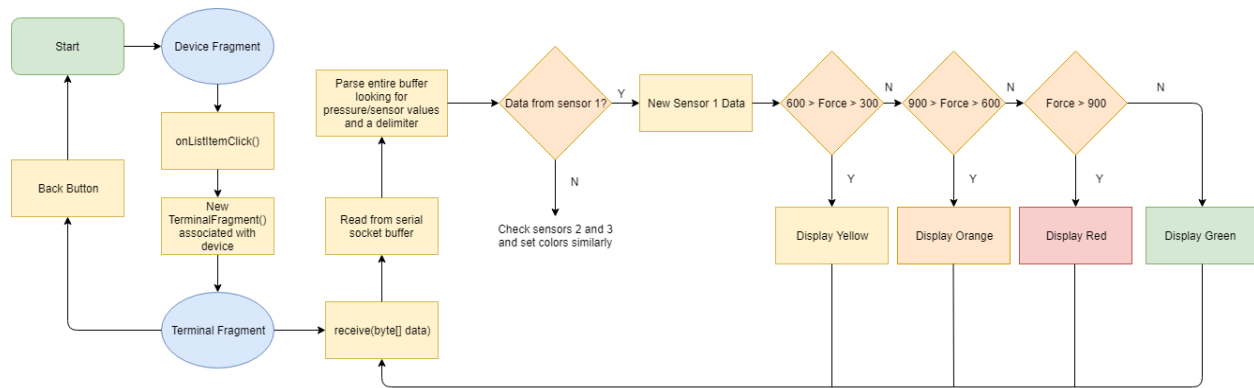 Start
Device Fragment
onListItemClick()
New
TerminalFragment()
associated with
device
Terminal Fragment
Back Button
receive(byte[] data)
Read from serial
socket buffer
Parse entire buffer
looking for
pressure/sensor values
and a delimiter
Data from sensor 1?
Y
N
Check sensors 2 and 3
and set colors similarly
New Sensor 1 Data
600 > Force > 300
N
Y
Display Yellow
900 > Force > 600
N
Y
Display Orange
Force > 900
N
Y
Display Red
Display Green